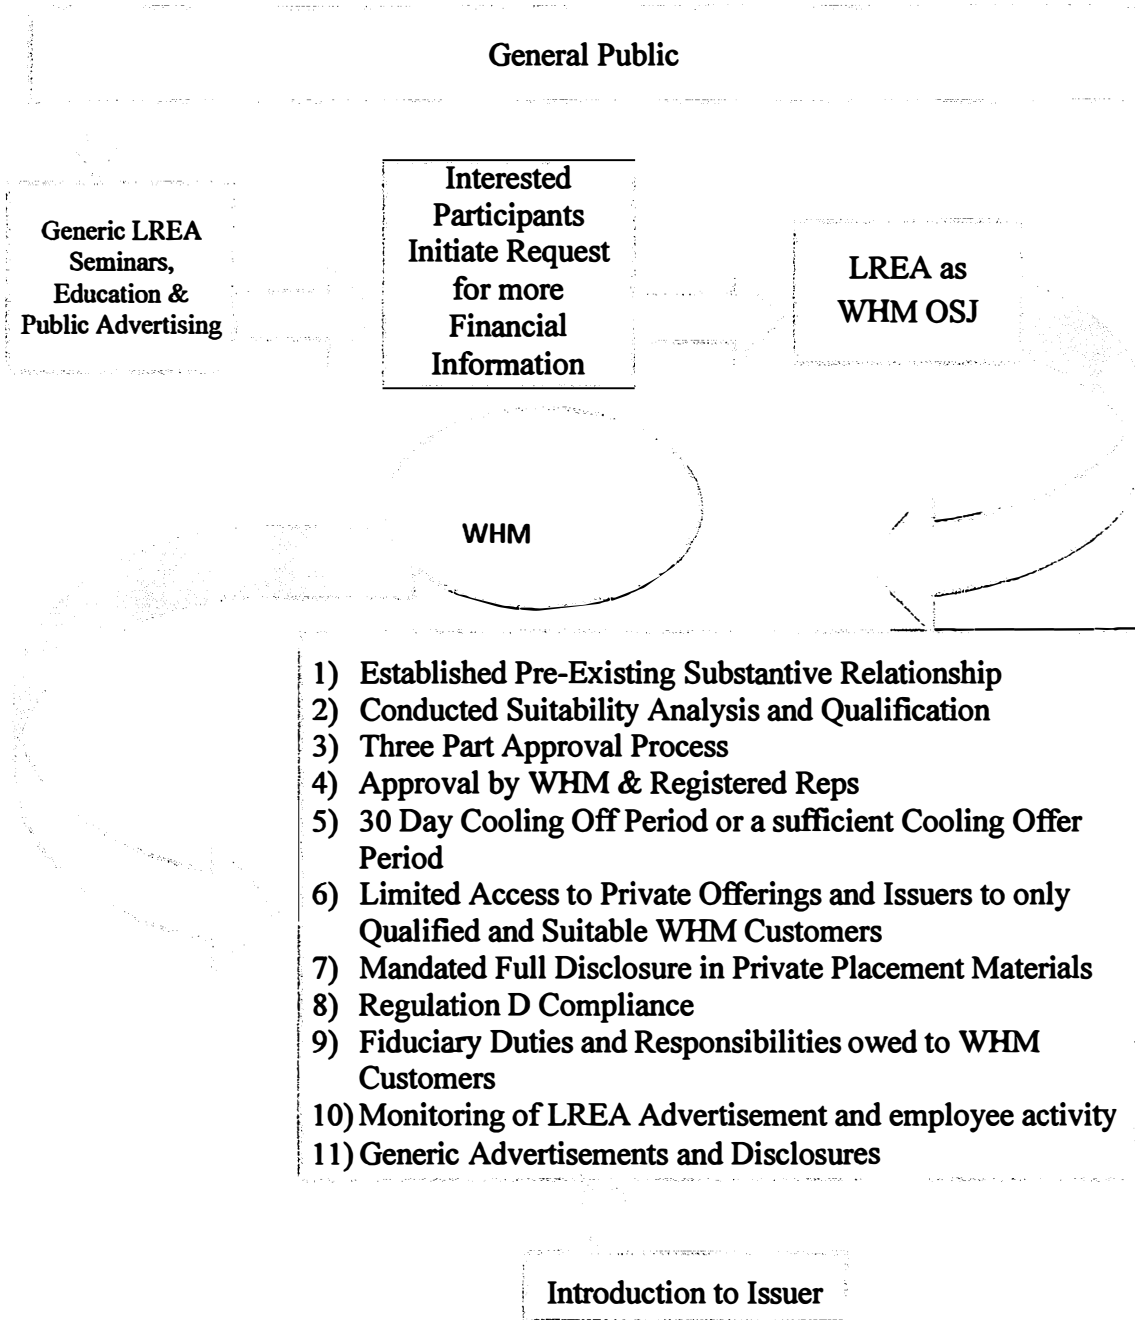 General Public
Generic LREA
Seminars,
Education &
Public Advertising
Interested
Participants
Initiate Request
for more
Financial
Information
LREA as
WHM OSJ
WHM
1) Established Pre-Existing Substantive Relationship
2) Conducted Suitability Analysis and Qualification
3) Three Part Approval Process
4) Approval by WHM & Registered Reps
5) 30 Day Cooling Off Period or a sufficient Cooling Offer
Period
6) Limited Access to Private Offerings and Issuers to only
Qualified and Suitable WHM Customers
7) Mandated Full Disclosure in Private Placement Materials
8) Regulation D Compliance
9) Fiduciary Duties and Responsibilities owed to WHM
Customers
10) Monitoring of LREA Advertisement and employee activity
11) Generic Advertisements and Disclosures
Introduction to Issuer